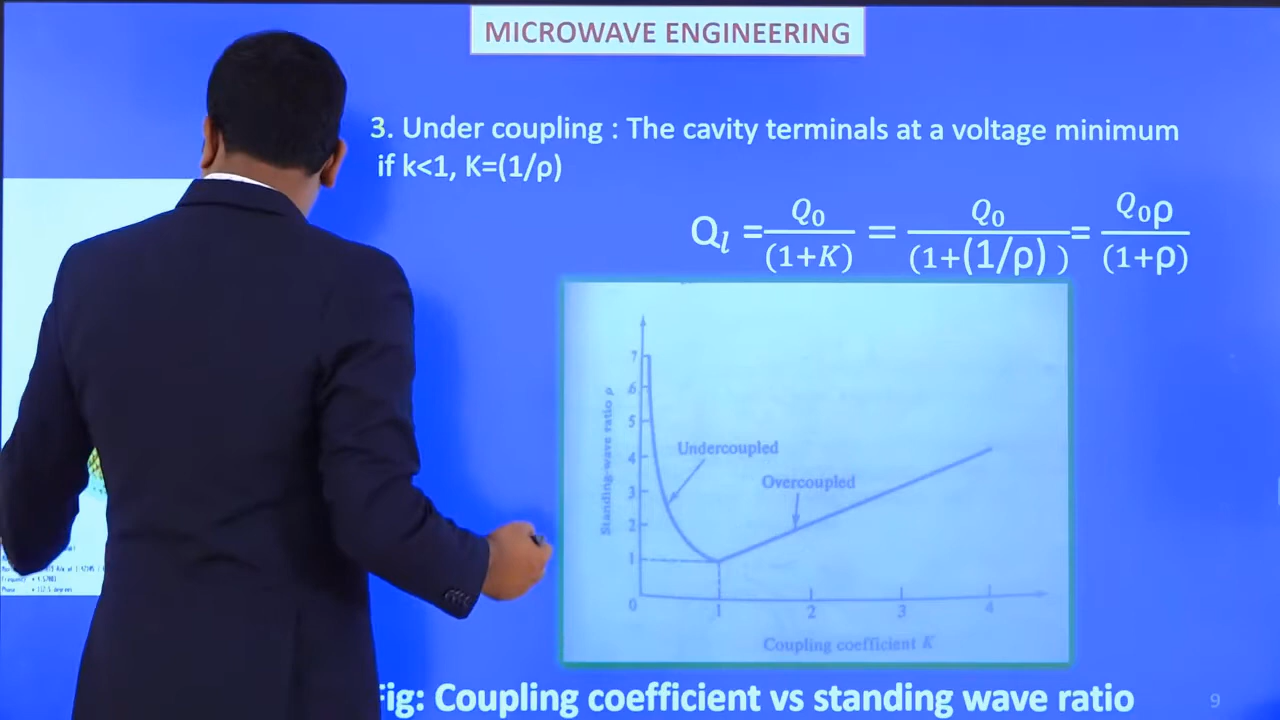 MICROWAVE ENGINEERING
3. Under coupling : The cavity terminals at a voltage minimum
if k<1, K=(1/ρ)
Qₗ = Q₀/(1+K) = Q₀/(1+(1/ρ) ) = Q₀ρ/(1+ρ)
7
6
5
4
3
2
1
0
Standing-wave ratio ρ
Undercoupled
Overcoupled
1 2 3 4
Coupling coefficient K
Fig: Coupling coefficient vs standing wave ratio
9